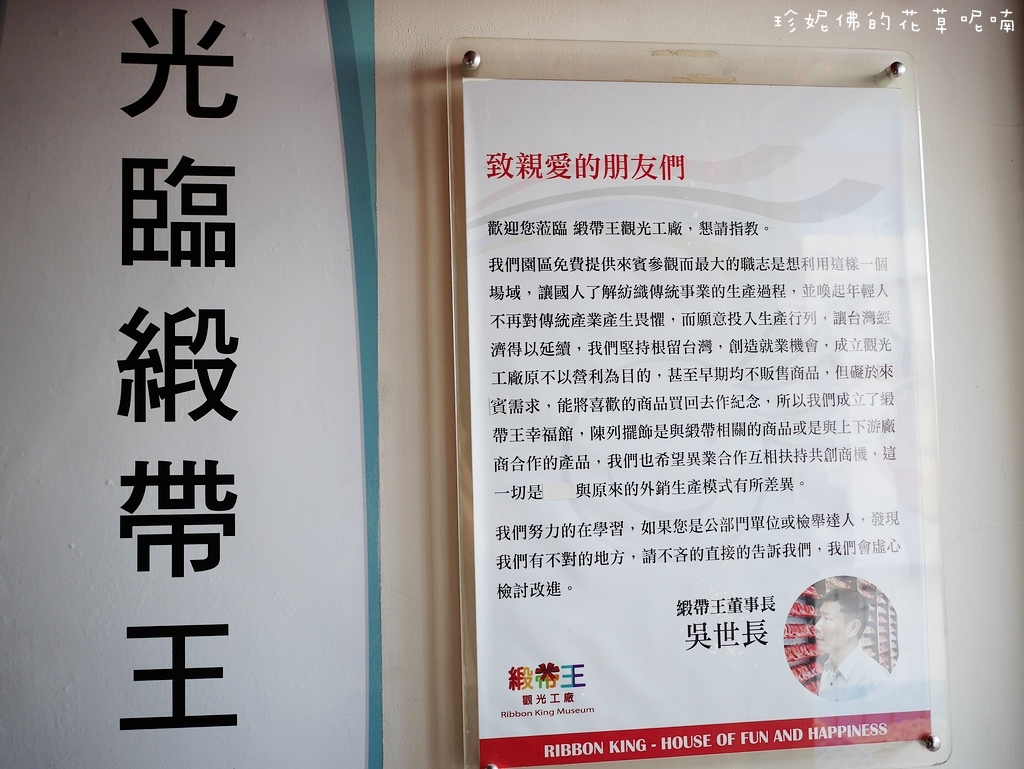 珍妮佛的花草呢喃
光臨緞帶王
致親愛的朋友們
歡迎您蒞臨 緞帶王觀光工廠，懇請指教。
我們園區免費提供來賓參觀而最大的職志是想利用這樣一個
場域，讓國人了解紡織傳統事業的生產過程，並喚起年輕人
不再對傳統產業產生畏懼，而願意投入生產行列，讓台灣經
濟得以延續，我們堅持根留台灣，創造就業機會，成立觀光
工廠原不以營利為目的，甚至早期均不販售商品，但礙於來
賓需求，能將喜歡的商品買回去作紀念，所以我們成立了緞
帶王幸福館，陳列擺飾是與緞帶相關的商品或是與上下游廠
商合作的產品，我們也希望異業合作互相扶持共創商機，這
一切是 與原來的外銷生產模式有所差異。
我們努力的在學習，如果您是公部門單位或檢舉達人，發現
我們有不對的地方，請不吝的直接的告訴我們，我們會虛心
檢討改進。
緞帶王董事長
吳世長
緞帶王
觀光工廠
Ribbon King Museum
RIBBON KING - HOUSE OF FUN AND HAPPINESS